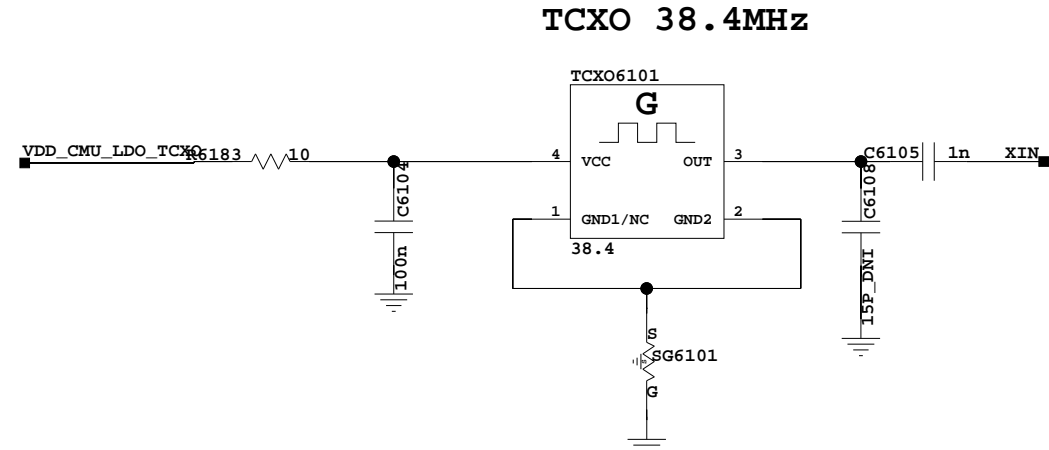 TCXO 38.4MHz
TCXO6101
G
VDD_CMU_LDO_TCXO
R6183
10
4
VCC
OUT
3
C6105
1n
XIN
C6104
100n
1
GND1/NC
GND2
2
38.4
C6108
15P_DNI
S
SG6101
G